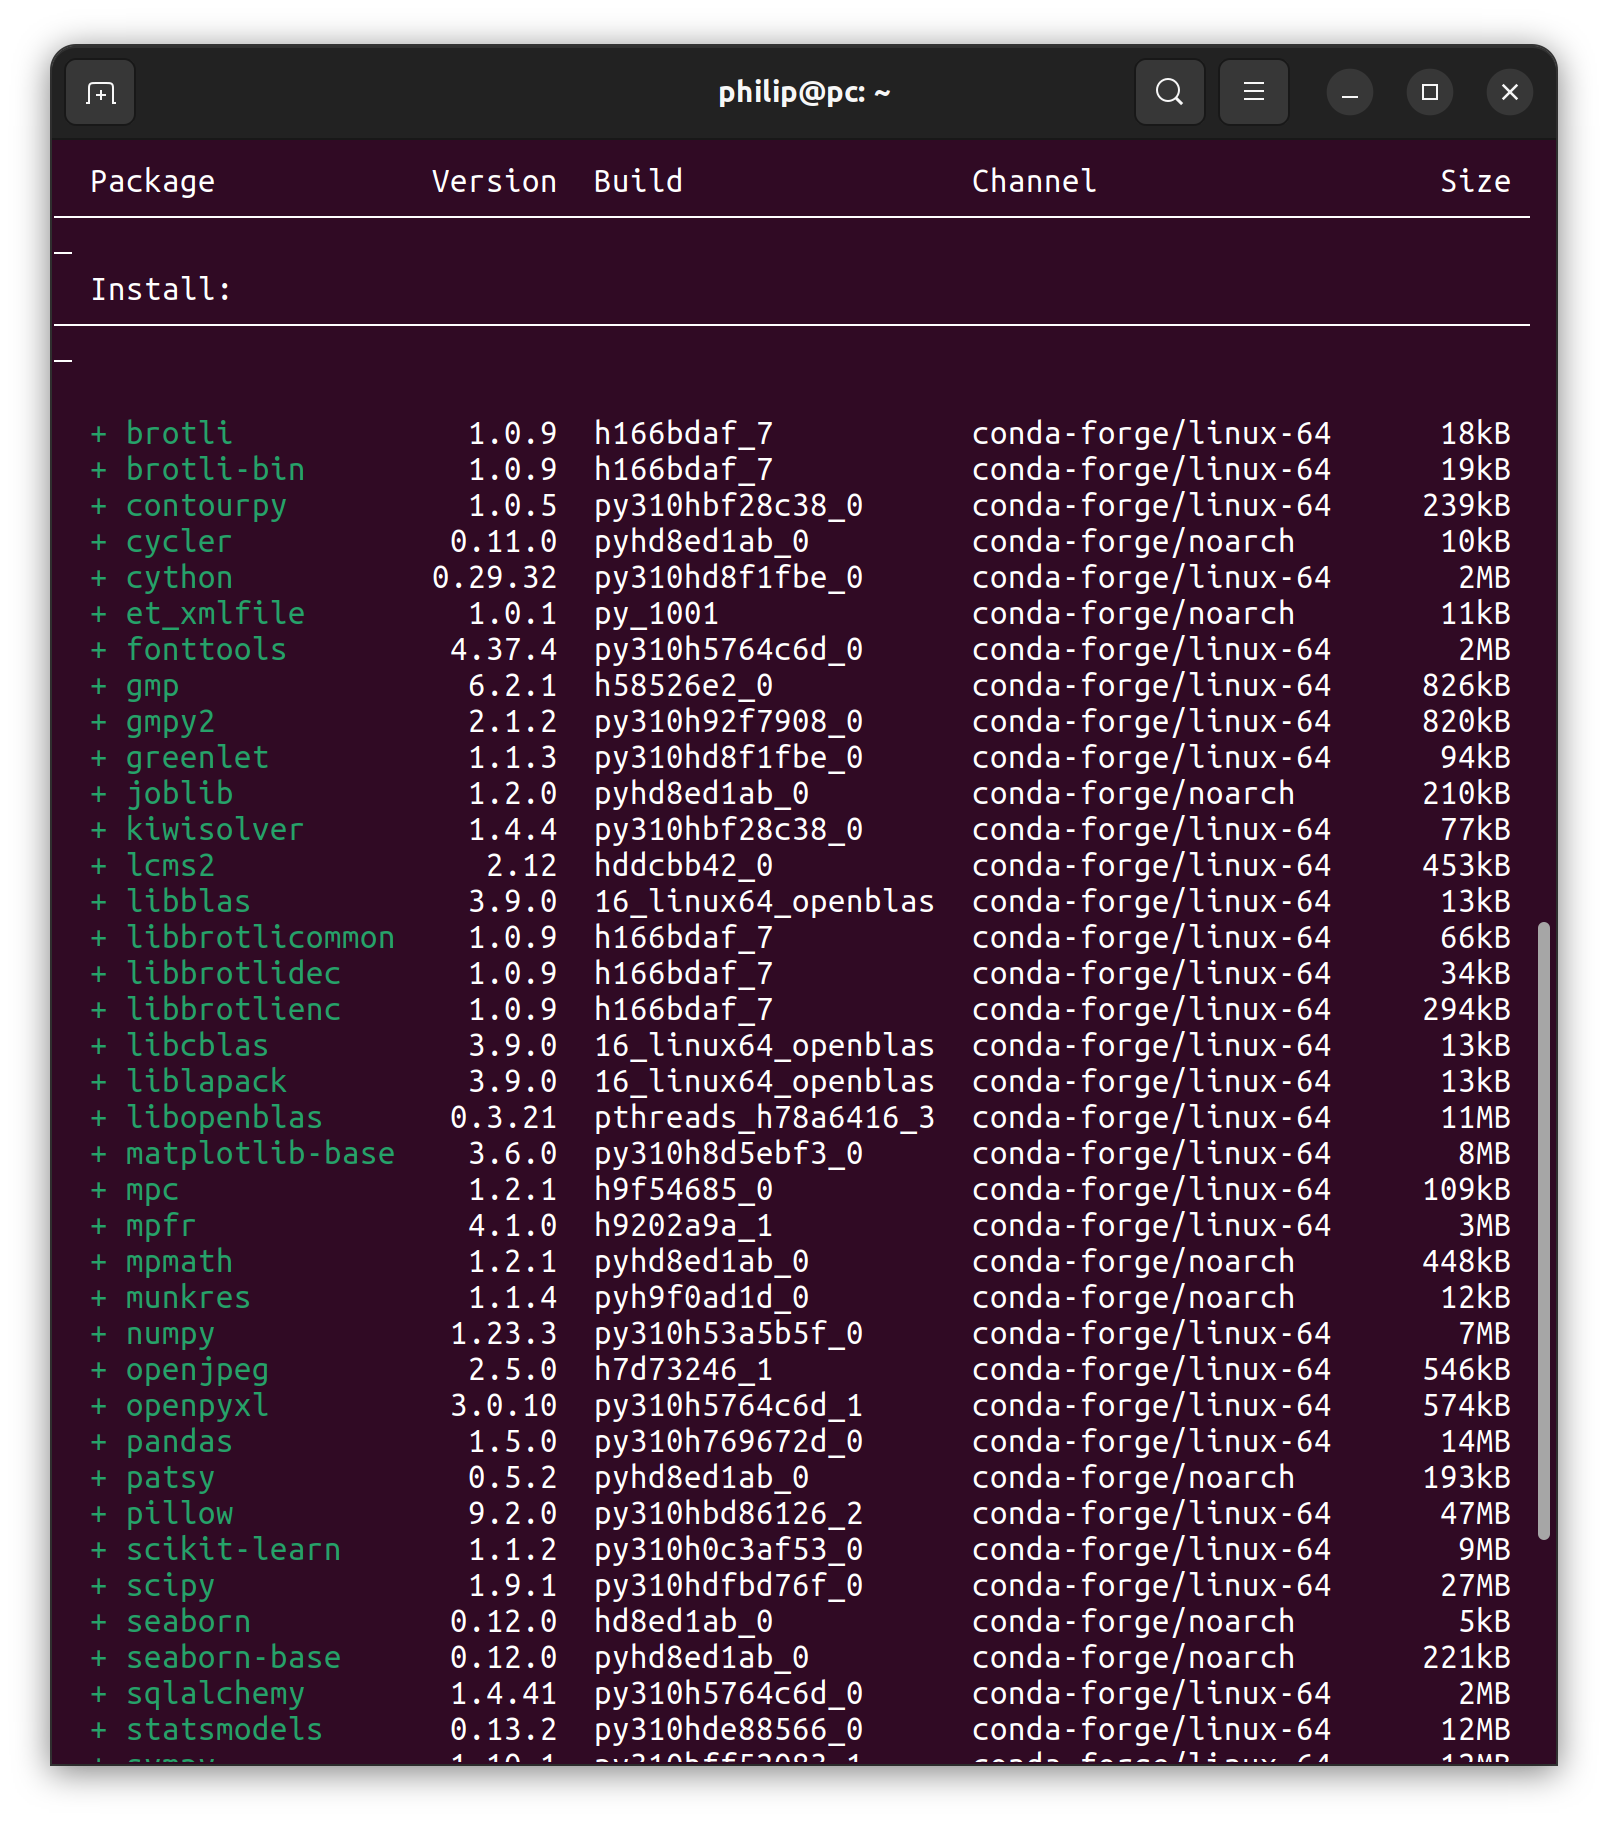 philip@pc: ~
Package Version Build Channel Size
Install:
+ brotli 1.0.9 h166bdaf_7 conda-forge/linux-64 18kB
+ brotli-bin 1.0.9 h166bdaf_7 conda-forge/linux-64 19kB
+ contourpy 1.0.5 py310hbf28c38_0 conda-forge/linux-64 239kB
+ cycler 0.11.0 pyhd8ed1ab_0 conda-forge/noarch 10kB
+ cython 0.29.32 py310hd8f1fbe_0 conda-forge/linux-64 2MB
+ et_xmlfile 1.0.1 py_1001 conda-forge/noarch 11kB
+ fonttools 4.37.4 py310h5764c6d_0 conda-forge/linux-64 2MB
+ gmp 6.2.1 h58526e2_0 conda-forge/linux-64 826kB
+ gmpy2 2.1.2 py310h92f7908_0 conda-forge/linux-64 820kB
+ greenlet 1.1.3 py310hd8f1fbe_0 conda-forge/linux-64 94kB
+ joblib 1.2.0 pyhd8ed1ab_0 conda-forge/noarch 210kB
+ kiwisolver 1.4.4 py310hbf28c38_0 conda-forge/linux-64 77kB
+ lcms2 2.12 hddcbb42_0 conda-forge/linux-64 453kB
+ libblas 3.9.0 16_linux64_openblas conda-forge/linux-64 13kB
+ libbrotlicommon 1.0.9 h166bdaf_7 conda-forge/linux-64 66kB
+ libbrotlidec 1.0.9 h166bdaf_7 conda-forge/linux-64 34kB
+ libbrotlienc 1.0.9 h166bdaf_7 conda-forge/linux-64 294kB
+ libcblas 3.9.0 16_linux64_openblas conda-forge/linux-64 13kB
+ liblapack 3.9.0 16_linux64_openblas conda-forge/linux-64 13kB
+ libopenblas 0.3.21 pthreads_h78a6416_3 conda-forge/linux-64 11MB
+ matplotlib-base 3.6.0 py310h8d5ebf3_0 conda-forge/linux-64 8MB
+ mpc 1.2.1 h9f54685_0 conda-forge/linux-64 109kB
+ mpfr 4.1.0 h9202a9a_1 conda-forge/linux-64 3MB
+ mpmath 1.2.1 pyhd8ed1ab_0 conda-forge/noarch 448kB
+ munkres 1.1.4 pyh9f0ad1d_0 conda-forge/noarch 12kB
+ numpy 1.23.3 py310h53a5b5f_0 conda-forge/linux-64 7MB
+ openjpeg 2.5.0 h7d73246_1 conda-forge/linux-64 546kB
+ openpyxl 3.0.10 py310h5764c6d_1 conda-forge/linux-64 574kB
+ pandas 1.5.0 py310h769672d_0 conda-forge/linux-64 14MB
+ patsy 0.5.2 pyhd8ed1ab_0 conda-forge/noarch 193kB
+ pillow 9.2.0 py310hbd86126_2 conda-forge/linux-64 47MB
+ scikit-learn 1.1.2 py310h0c3af53_0 conda-forge/linux-64 9MB
+ scipy 1.9.1 py310hdfbd76f_0 conda-forge/linux-64 27MB
+ seaborn 0.12.0 hd8ed1ab_0 conda-forge/noarch 5kB
+ seaborn-base 0.12.0 pyhd8ed1ab_0 conda-forge/noarch 221kB
+ sqlalchemy 1.4.41 py310h5764c6d_0 conda-forge/linux-64 2MB
+ statsmodels 0.13.2 py310hde88566_0 conda-forge/linux-64 12MB